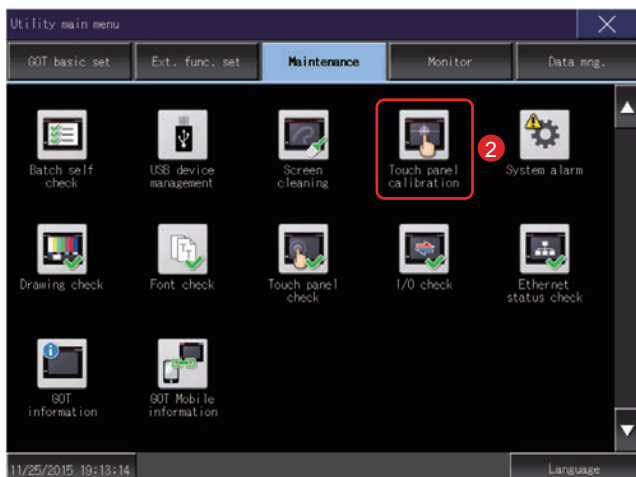 Utility main menu
GOT basic set Ext. func. set Maintenance Monitor Data mng.
Batch self check
USB device management
Screen cleaning
Touch panel calibration
2
System alarm
Drawing check
Font check
Touch panel check
I/O check
Ethernet status check
GOT information
GOT Mobile information
11/25/2015 19:13:14 Language